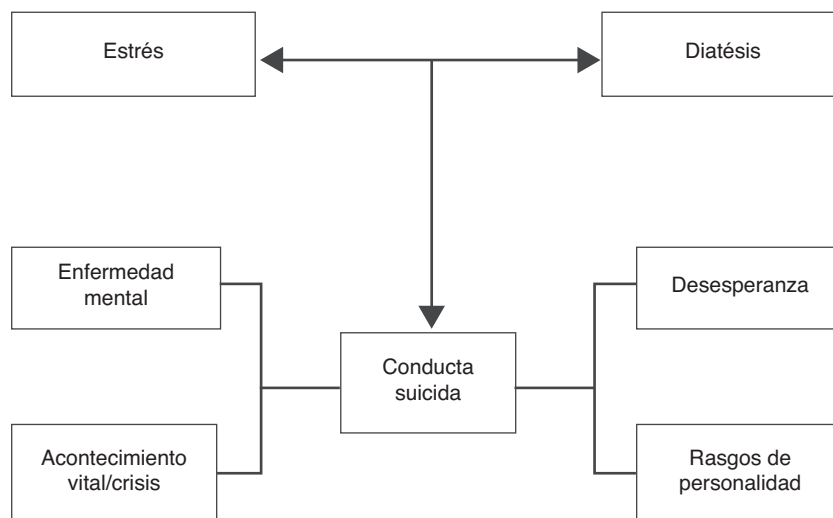 Estrés
Diatésis
Enfermedad
mental
Desesperanza
Conducta
suicida
Acontecimiento
vital/crisis
Rasgos de
personalidad